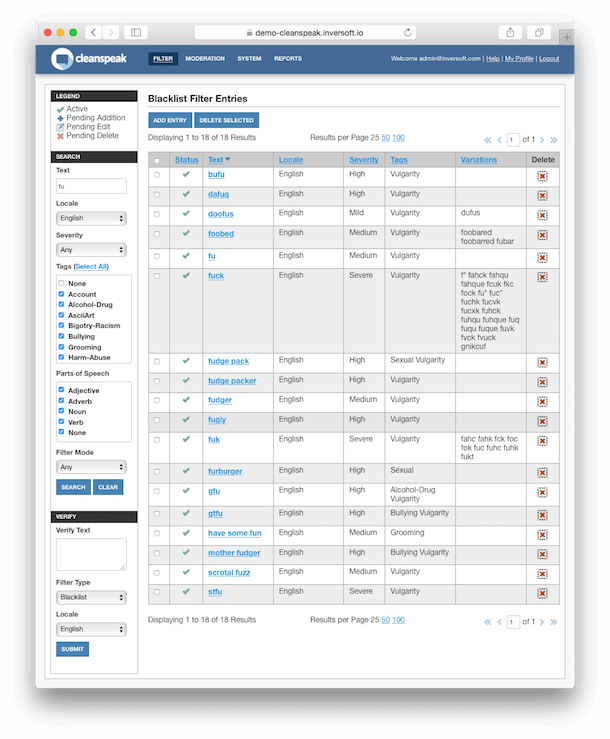 demo-cleanspeak.inversoft.io
cleanspeak
FILTER MODERATION SYSTEM REPORTS
Welcome admin@inversoft.com | Help | My Profile | Logout
LEGEND
Active
Pending Addition
Pending Edit
Pending Delete
SEARCH
Text
fu
Locale
English
Severity
Any
Tags (Select All)
None
Account
Alcohol-Drug
AsciiArt
Bigotry-Racism
Bullying
Grooming
Harm-Abuse
Parts of Speech
Adjective
Adverb
Noun
Verb
None
Filter Mode
Any
SEARCH CLEAR
VERIFY
Verify Text
Filter Type
Blacklist
Locale
English
SUBMIT
Blacklist Filter Entries
ADD ENTRY DELETE SELECTED
Displaying 1 to 18 of 18 Results Results per Page 25 50 100 1 of 1
Status Text Locale Severity Tags Variations Delete
bufu English High Vulgarity
dafuq English High Vulgarity
doofus English Mild Vulgarity dufus
foobed English Medium Vulgarity foobared
foobarred fubar
fu English Medium Vulgarity
fuck English Severe Vulgarity f* fahck fahqu
fahque fcuk fkc
fock fu* fuc*
fuchk fucvk
fucxk fuhck
fuhqu fuhque fuq
fuqu fuque fuvk
fvck fvuck
gnikcuf
fudge pack English High Sexual Vulgarity
fudge packer English High Vulgarity
fudger English Medium Vulgarity
fugly English High Vulgarity
fuk English Severe Vulgarity fahc fahk fck foc
fok fuc fuhc fuhk
fukt
furburger English High Sexual
gfu English High Alcohol-Drug
Vulgarity
gtfu English High Bullying Vulgarity
have some fun English Medium Grooming
mother fudger English High Bullying Vulgarity
scrotal fuzz English Medium Vulgarity
stfu English Severe Vulgarity
Displaying 1 to 18 of 18 Results Results per Page 25 50 100 1 of 1